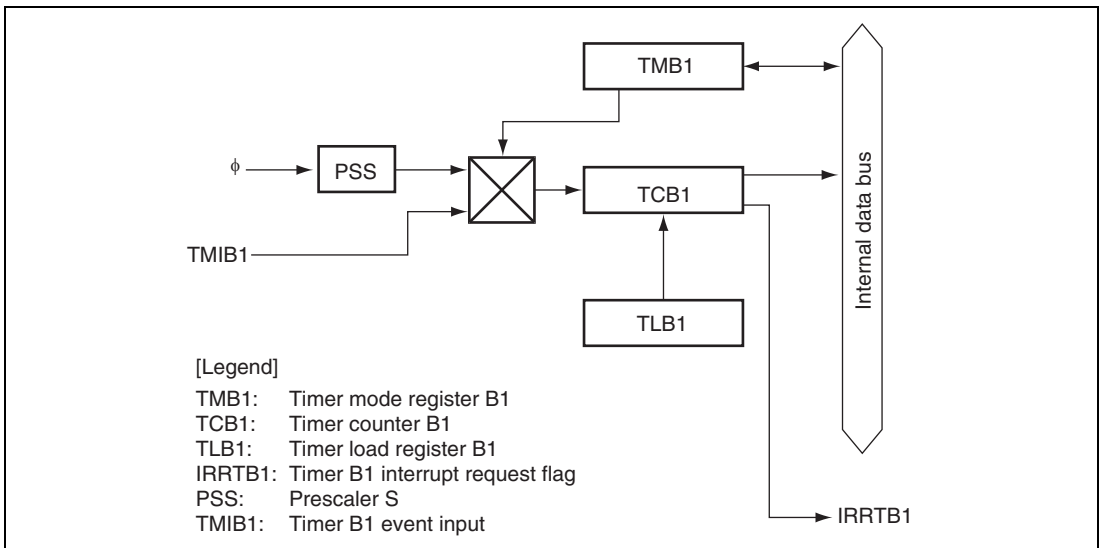 TMB1
φ
PSS
TCB1
TMIB1
TLB1
Internal data bus
IRRTB1
[Legend]
TMB1: Timer mode register B1
TCB1: Timer counter B1
TLB1: Timer load register B1
IRRTB1: Timer B1 interrupt request flag
PSS: Prescaler S
TMIB1: Timer B1 event input